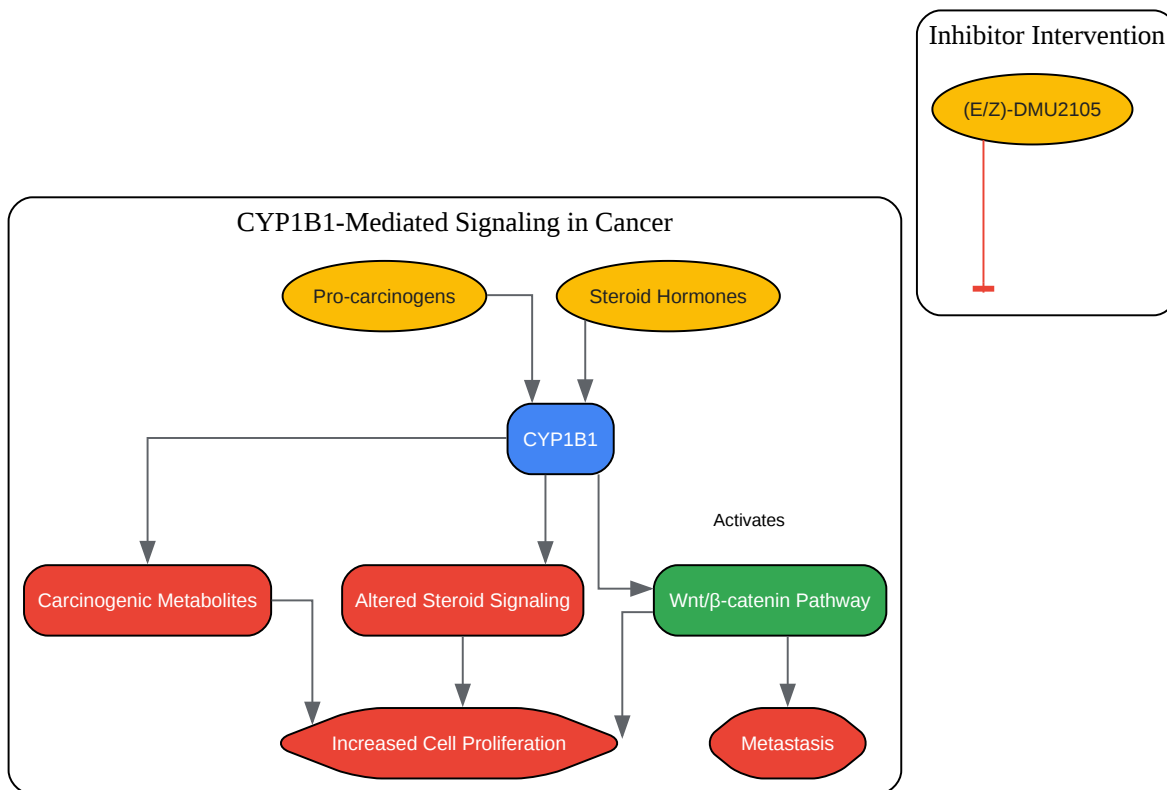 Inhibitor Intervention
(E/Z)-DMU2105
CYP1B1-Mediated Signaling in Cancer
Pro-carcinogens
Steroid Hormones
CYP1B1
Activates
Carcinogenic Metabolites
Altered Steroid Signaling
Wnt/β-catenin Pathway
Increased Cell Proliferation
Metastasis